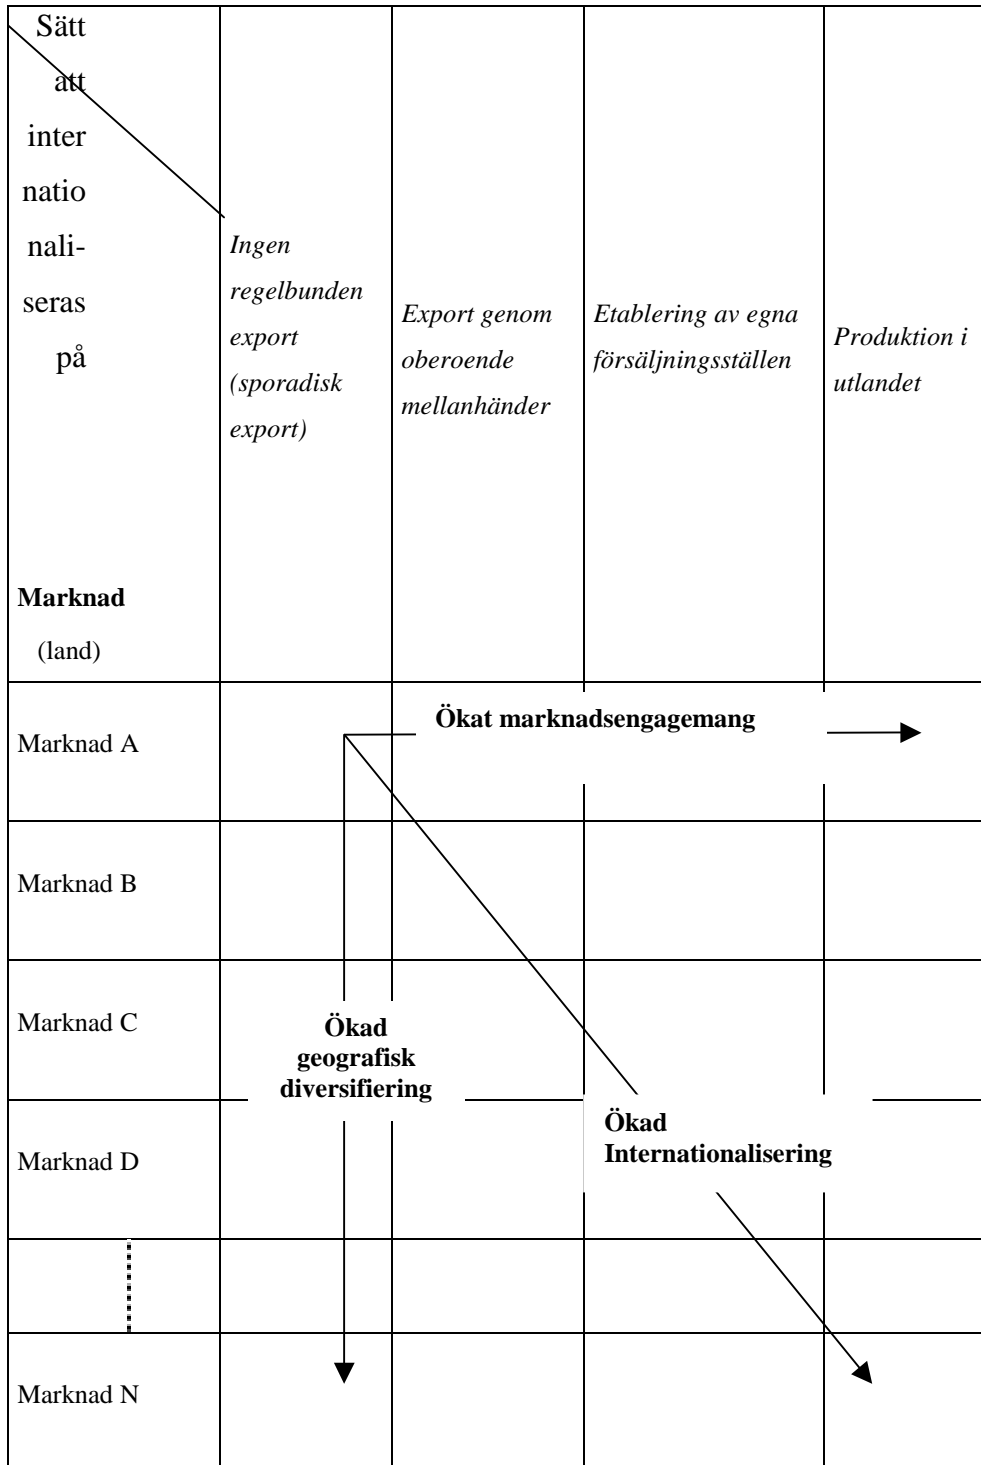 Sätt
att
inter
natio
nali-
seras
på
Marknad
(land)
Ingen
regelbunden
export
(sporadisk
export)
Export genom
oberoende
mellanhänder
Etablering av egna
försäljningsställen
Produktion i
utlandet
Marknad A
Ökat marknadsengagemang
Marknad B
Marknad C
Ökad
geografisk
diversifiering
Marknad D
Ökad
Internationalisering
Marknad N